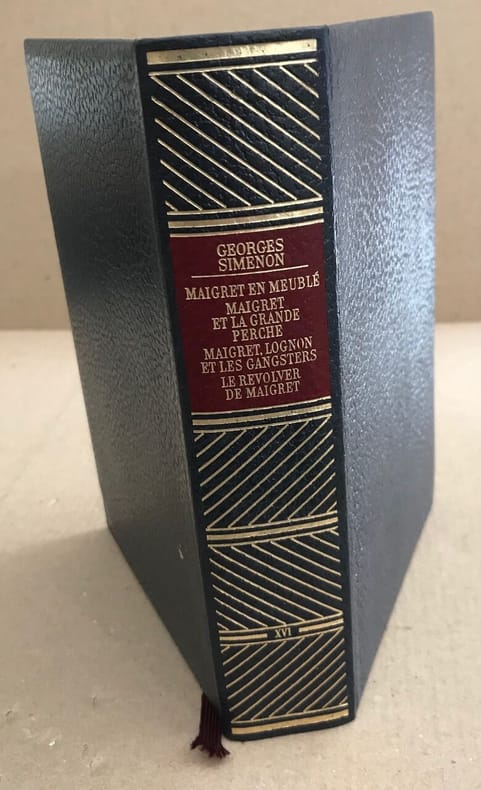 GEORGES
SIMENON
MAIGRET EN MEUBLÉ
MAIGRET
ET LA GRANDE
PERCHE
MAIGRET, LOGNON
ET LES GANGSTERS
LE REVOLVER
DE MAIGRET
XVI